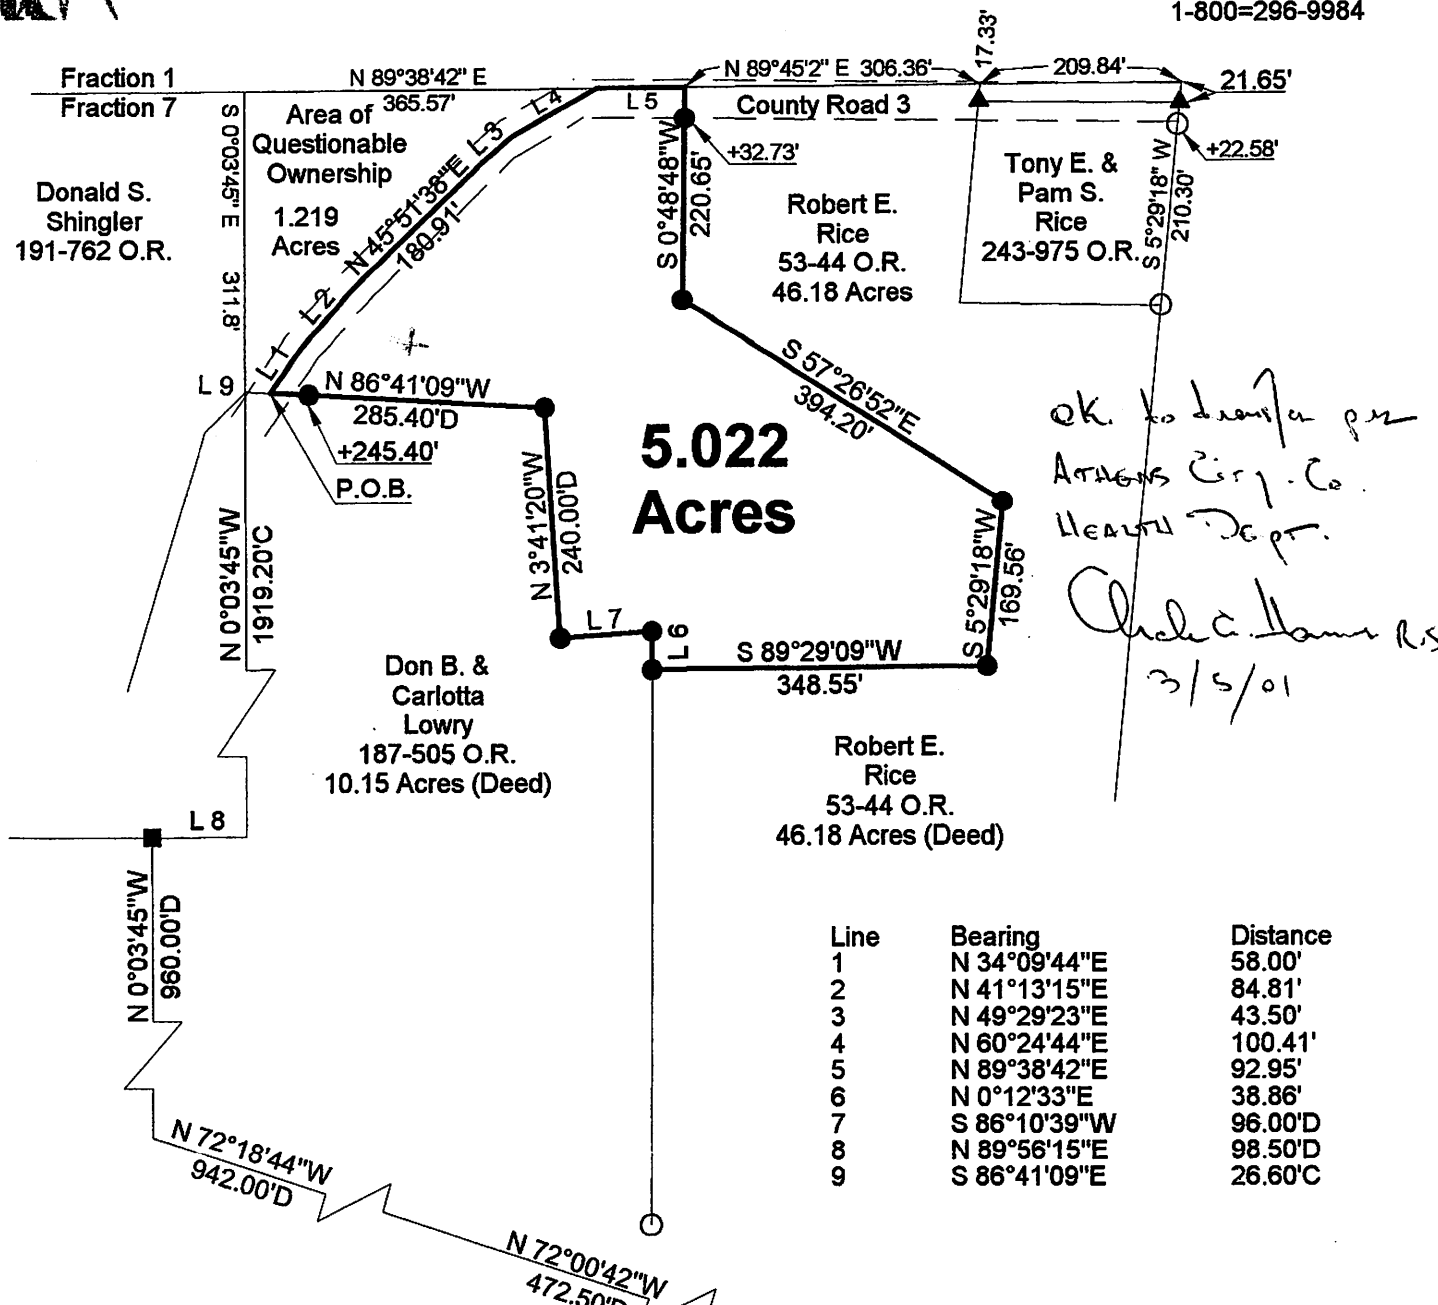 1-800=296-9984
Fraction 1
Fraction 7
N 89°38'42" E
365.57'
N 89°45'2" E 306.36'
17.33'
209.84'
21.65'
County Road 3
L 5
L 4
L 3
Area of
Questionable
Ownership
1.219
Acres
S 0°03'45" E
311.8'
Donald S.
Shingler
191-762 O.R.
N 45°51'38"E
180.91'
L 2
L 1
L 9
S 0°48'48"W
220.65'
+32.73'
Robert E.
Rice
53-44 O.R.
46.18 Acres
Tony E. &
Pam S.
Rice
243-975 O.R.
S 5°29'18" W
210.30'
+22.58'
N 86°41'09"W
285.40'D
+245.40'
P.O.B.
S 57°26'52"E
394.20'
5.022
Acres
N 3°41'20"W
240.00'D
L 7
L 6
S 5°29'18"W
169.56'
S 89°29'09"W
348.55'
OK. to transfer per
ATHENS City. Co.
HEALTH Dept.
R.S
3/5/01
N 0°03'45"W
1919.20'C
Don B. &
Carlotta
Lowry
187-505 O.R.
10.15 Acres (Deed)
Robert E.
Rice
53-44 O.R.
46.18 Acres (Deed)
L 8
N 0°03'45"W
960.00'D
N 72°18'44"W
942.00'D
N 72°00'42"W
472.50'D
Line Bearing Distance
1 N 34°09'44"E 58.00'
2 N 41°13'15"E 84.81'
3 N 49°29'23"E 43.50'
4 N 60°24'44"E 100.41'
5 N 89°38'42"E 92.95'
6 N 0°12'33"E 38.86'
7 S 86°10'39"W 96.00'D
8 N 89°56'15"E 98.50'D
9 S 86°41'09"E 26.60'C